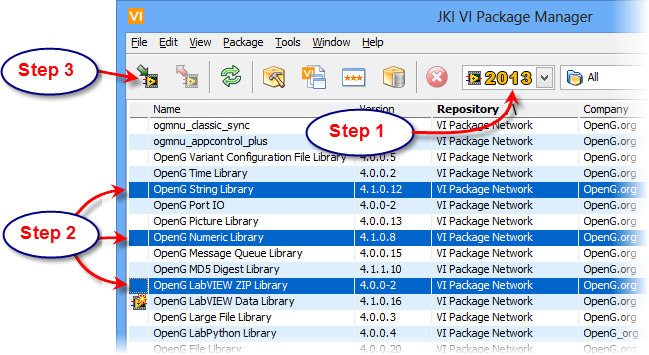 VI JKI VI Package Manager
File Edit View Package Tools Window Help
Step 3
2013 All
Name Version Repository Company
ogmnu_classic_sync VI Package Network OpenG.org
Step 1
ogmnu_appcontrol_plus VI Package Network OpenG.org
OpenG Variant Configuration File Library 4.0.0.5 VI Package Network OpenG.org
OpenG Time Library 4.0.0.2 VI Package Network OpenG.org
OpenG String Library 4.1.0.12 VI Package Network OpenG.org
OpenG Port IO 4.0.0-2 VI Package Network OpenG.org
OpenG Picture Library 4.0.0.13 VI Package Network OpenG.org
Step 2
OpenG Numeric Library 4.1.0.8 VI Package Network OpenG.org
OpenG Message Queue Library 4.0.0.15 VI Package Network OpenG.org
OpenG MD5 Digest Library 4.1.1.10 VI Package Network OpenG.org
OpenG LabVIEW ZIP Library 4.0.0-2 VI Package Network OpenG.org
OpenG LabVIEW Data Library 4.1.0.16 VI Package Network OpenG.org
OpenG Large File Library 4.0.0.3 VI Package Network OpenG.org
OpenG LabPython Library 4.0.0.4 VI Package Network OpenG_org
OpenG File Library 4.0.0.20 VI Package Network OpenG.org